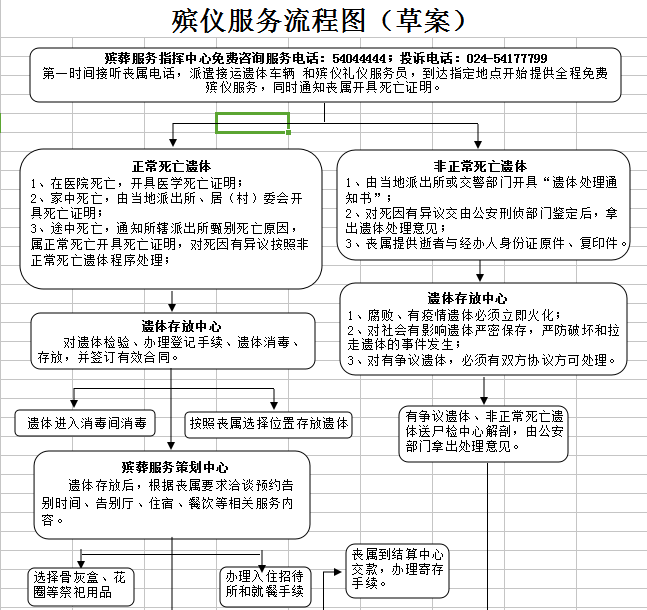 殡仪服务流程图（草案）
殡葬服务指挥中心免费咨询服务电话：54044444；投诉电话：024-54177799
第一时间接听丧属电话，派遣接运遗体车辆 和殡仪礼仪服务员，到达指定地点开始提供全程免费
殡仪服务，同时通知丧属开具死亡证明。
正常死亡遗体
1、在医院死亡，开具医学死亡证明；
2、家中死亡，由当地派出所、居（村）委会开
具死亡证明；
3、途中死亡，通知所辖派出所甄别死亡原因，
属正常死亡开具死亡证明，对死因有异议按照非
正常死亡遗体程序处理；
非正常死亡遗体
1、由当地派出所或交警部门开具“遗体处理通
知书”；
2、对死因有异议交由公安刑侦部门鉴定后，拿
出遗体处理意见；
3、丧属提供逝者与经办人身份证原件、复印件。
遗体存放中心
对遗体检验、办理登记手续、遗体消毒、
存放，并签订有效合同。
遗体存放中心
1、腐败、有疫情遗体必须立即火化；
2、对社会有影响遗体严密保存，严防破坏和拉
走遗体的事件发生；
3、对有争议遗体，必须有双方协议方可处理。
遗体进入消毒间消毒
按照丧属选择位置存放遗体
有争议遗体、非正常死亡遗
体送尸检中心解剖，由公安
部门拿出处理意见。
殡葬服务策划中心
遗体存放后，根据丧属要求洽谈预约告
别时间、告别厅、住宿、餐饮等相关服务内
容。
选择骨灰盒、花
圈等祭祀用品
办理入住招待
所和就餐手续
丧属到结算中心
交款，办理寄存
手续。